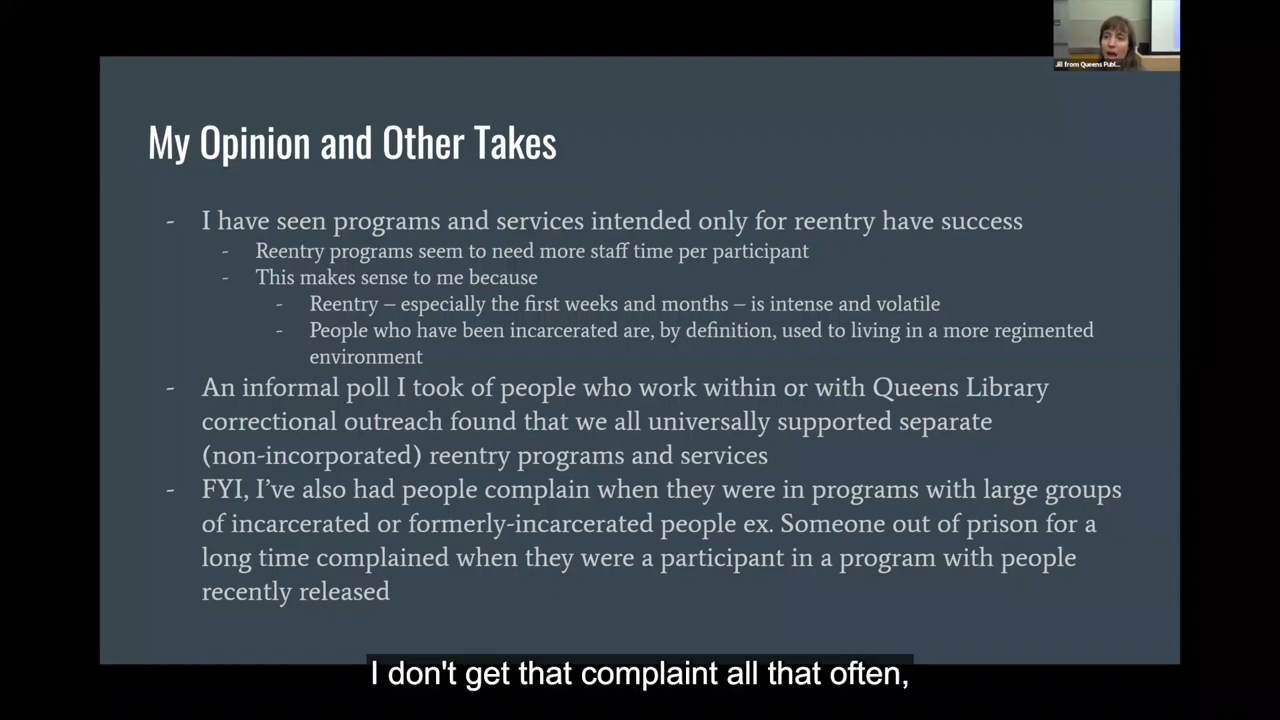 Jill from Queens Publ...
My Opinion and Other Takes
- I have seen programs and services intended only for reentry have success
- Reentry programs seem to need more staff time per participant
- This makes sense to me because
- Reentry – especially the first weeks and months – is intense and volatile
- People who have been incarcerated are, by definition, used to living in a more regimented
environment
- An informal poll I took of people who work within or with Queens Library
correctional outreach found that we all universally supported separate
(non-incorporated) reentry programs and services
- FYI, I’ve also had people complain when they were in programs with large groups
of incarcerated or formerly-incarcerated people ex. Someone out of prison for a
long time complained when they were a participant in a program with people
recently released
I don't get that complaint all that often,